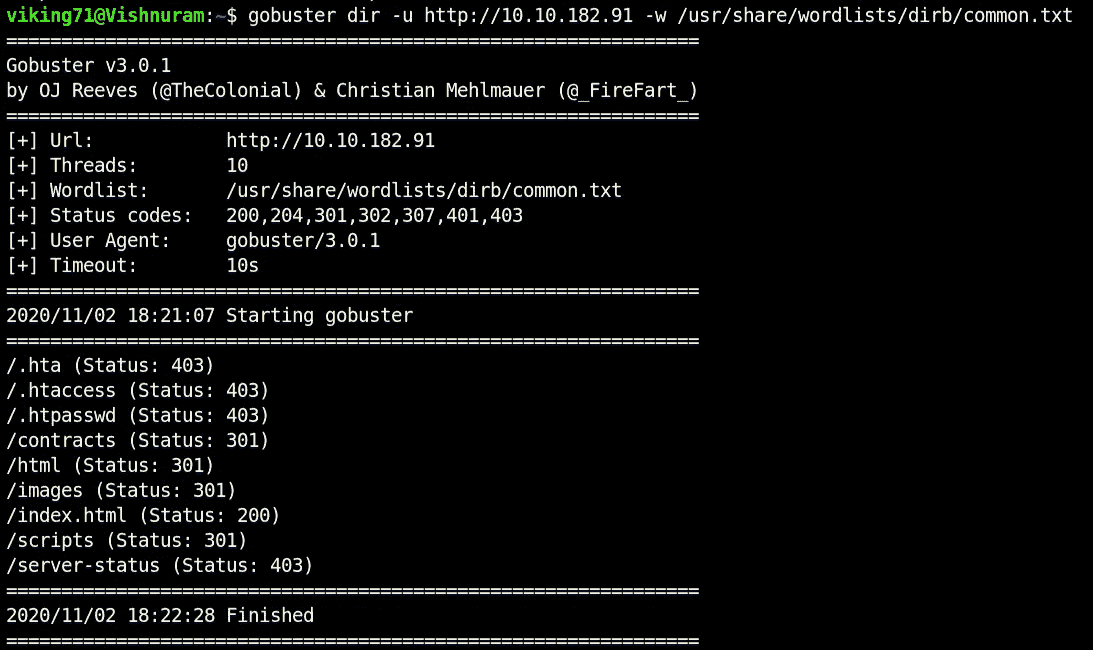 viking71@Vishnuram:~$ gobuster dir -u http://10.10.182.91 -w /usr/share/wordlists/dirb/common.txt
===============================================================
Gobuster v3.0.1
by OJ Reeves (@TheColonial) & Christian Mehlmauer (@_FireFart_)
===============================================================
[+] Url:            http://10.10.182.91
[+] Threads:        10
[+] Wordlist:       /usr/share/wordlists/dirb/common.txt
[+] Status codes:   200,204,301,302,307,401,403
[+] User Agent:     gobuster/3.0.1
[+] Timeout:        10s
===============================================================
2020/11/02 18:21:07 Starting gobuster
===============================================================
/.hta (Status: 403)
/.htaccess (Status: 403)
/.htpasswd (Status: 403)
/contracts (Status: 301)
/html (Status: 301)
/images (Status: 301)
/index.html (Status: 200)
/scripts (Status: 301)
/server-status (Status: 403)
===============================================================
2020/11/02 18:22:28 Finished
===============================================================